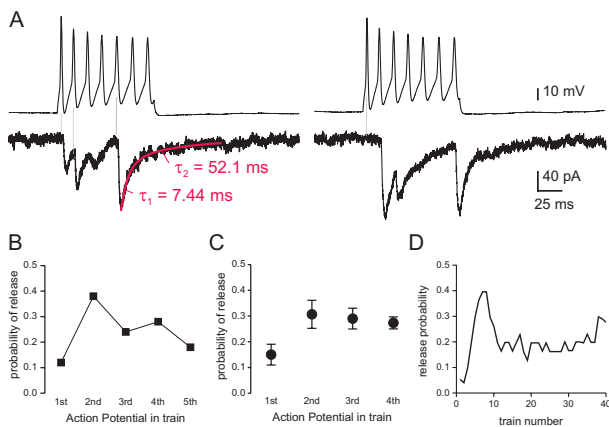 A
10 mV
τ2 = 52.1 ms
τ1 = 7.44 ms
40 pA
25 ms
B
probability of release
0.5
0.4
0.3
0.2
0.1
0.0
1st 2nd 3rd 4th 5th
Action Potential in train
C
probability of release
0.5
0.4
0.3
0.2
0.1
0.0
1st 2nd 3rd 4th
Action Potential in train
D
release probability
0.5
0.4
0.3
0.2
0.1
0.0
0 10 20 30 40
train number